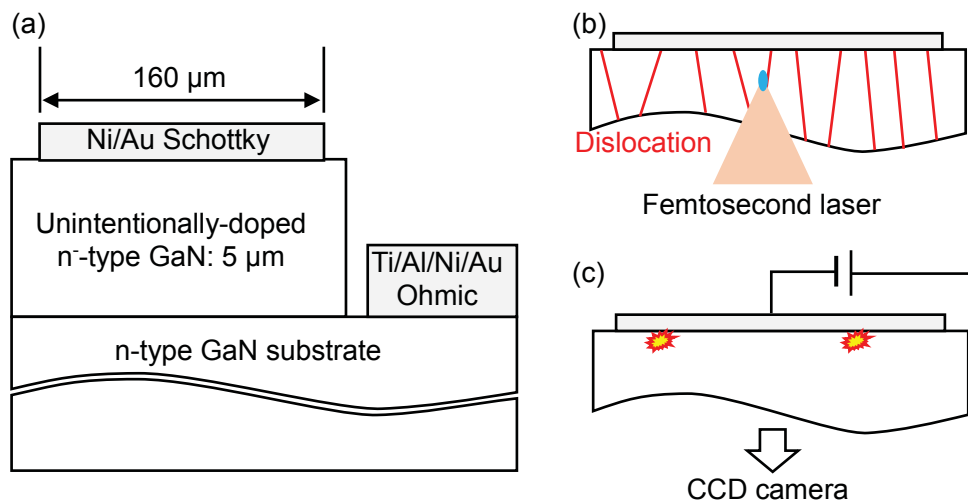 (a)
160 μm
Ni/Au Schottky
Unintentionally-doped
n⁻-type GaN: 5 μm
Ti/Al/Ni/Au
Ohmic
n-type GaN substrate
(b)
Dislocation
Femtosecond laser
(c)
CCD camera